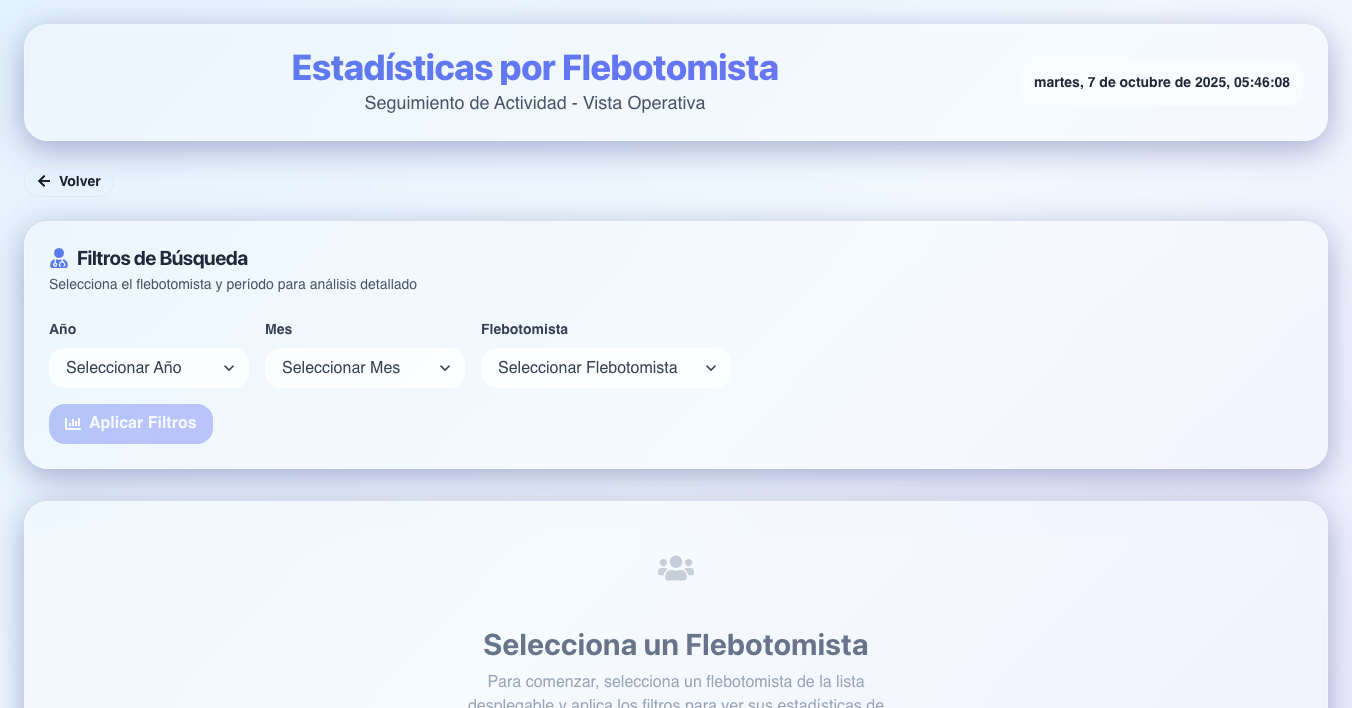 Estadísticas por Flebotomista
Seguimiento de Actividad - Vista Operativa
martes, 7 de octubre de 2025, 05:46:08
Volver
Filtros de Búsqueda
Selecciona el flebotomista y período para análisis detallado
Año
Mes
Flebotomista
Seleccionar Año
Seleccionar Mes
Seleccionar Flebotomista
Aplicar Filtros
Selecciona un Flebotomista
Para comenzar, selecciona un flebotomista de la lista
desplegable y aplica los filtros para ver sus estadísticas de